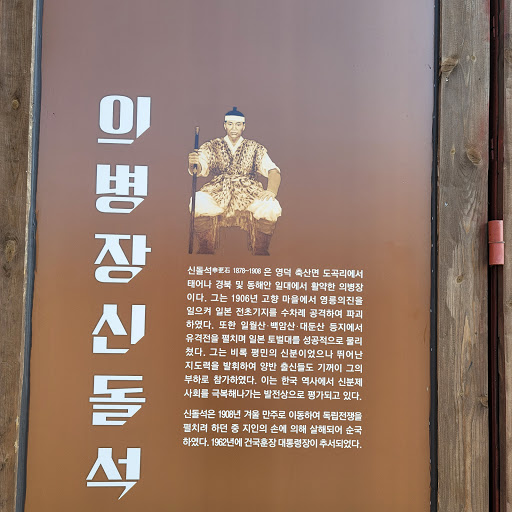 의병장신돌석
신돌석申乭石 1878~1908 은 영덕 축산면 도곡리에서
태어나 경북 및 동해안 일대에서 활약한 의병장
이다. 그는 1906년 고향 마을에서 영릉의진을
일으켜 일본 전초기지를 수차례 공격하여 파괴
하였다. 또한 일월산·백암산·대둔산 등지에서
유격전을 펼치며 일본 토벌대를 성공적으로 물리
쳤다. 그는 비록 평민의 신분이었으나 뛰어난
지도력을 발휘하여 양반 출신들도 기꺼이 그의
부하로 참가하였다. 이는 한국 역사에서 신분제
사회를 극복해나가는 발전상으로 평가되고 있다.
신돌석은 1908년 겨울 만주로 이동하여 독립전쟁을
펼치려 하던 중 지인의 손에 의해 살해되어 순국
하였다. 1962년에 건국훈장 대통령장이 추서되었다.